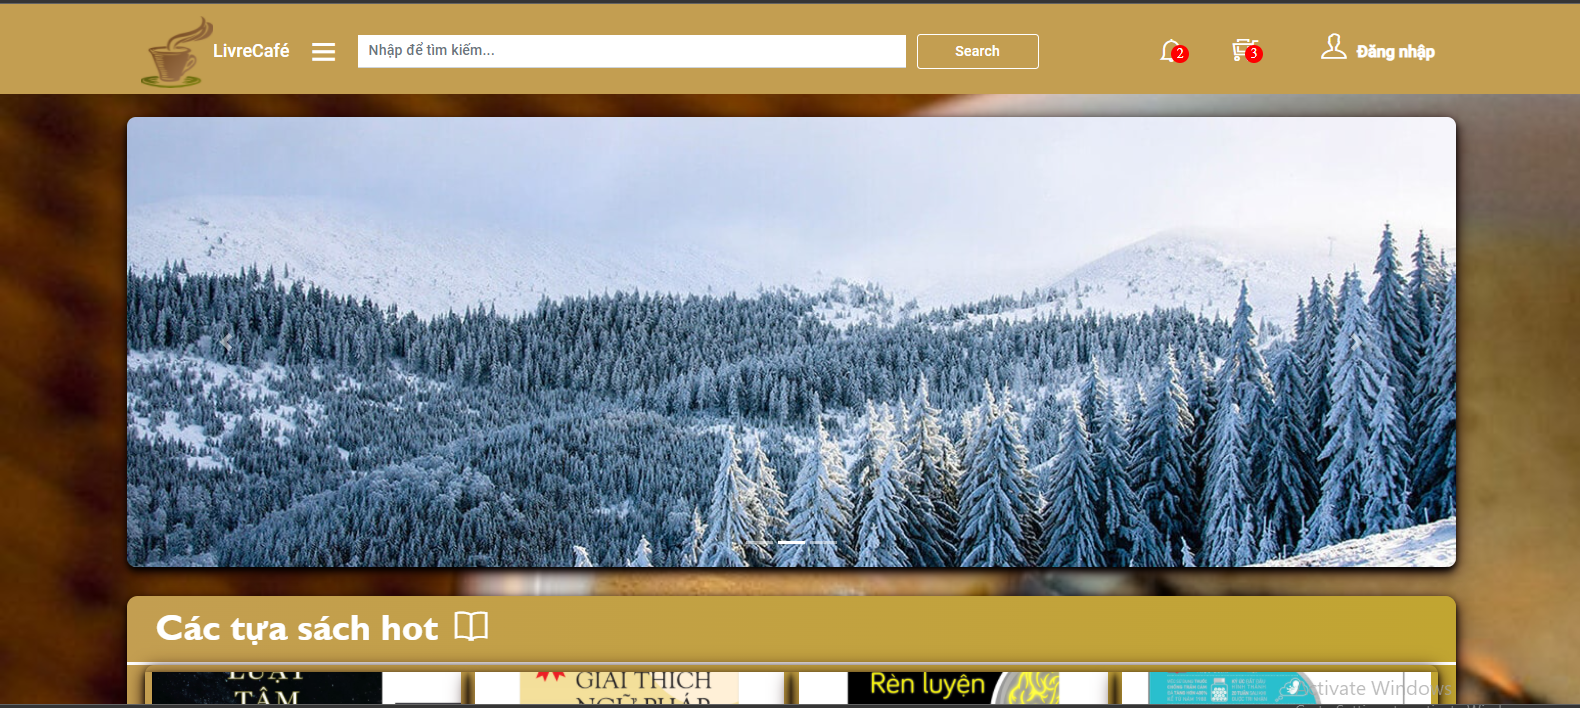 LivreCafé
Nhập để tìm kiếm...
Search
2
3
Đăng nhập
Các tựa sách hot
LUẬT
TÂM
GIẢI THÍCH
NGỮ PHÁP
Rèn luyện
Activate Windows